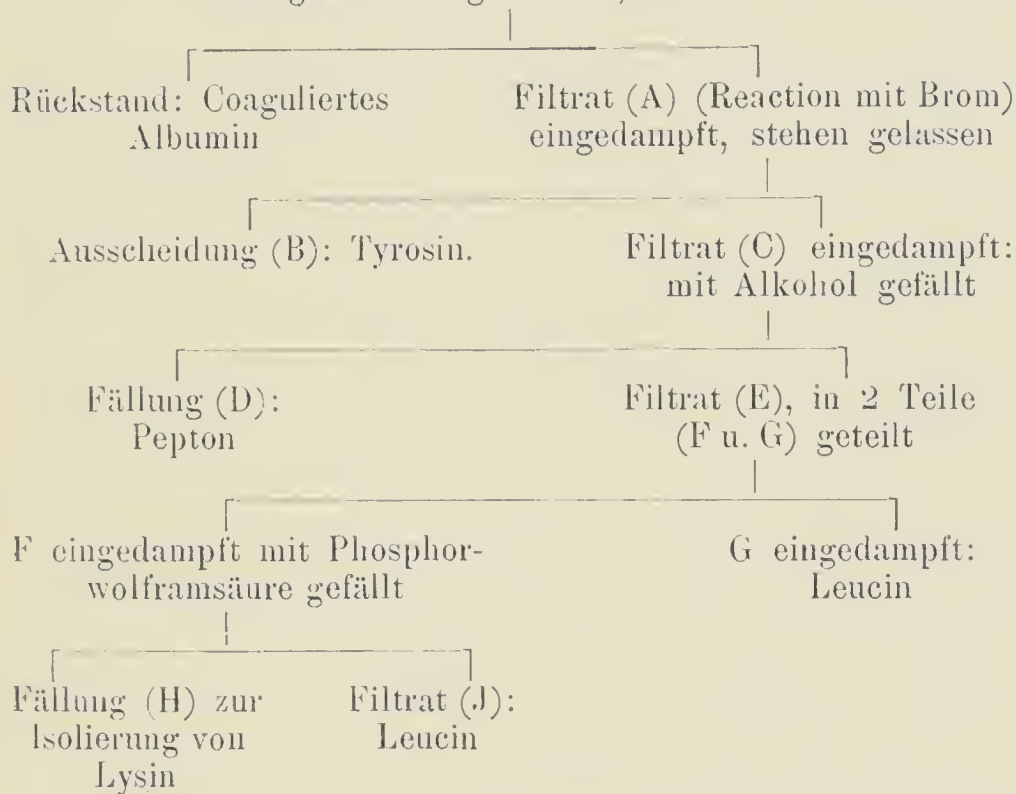 Rückstand: Coaguliertes
Albumin
Filtrat (A) (Reaction mit Brom)
eingedampft, stehen gelassen
Ausscheidung (B): Tyrosin.
Filtrat (C) eingedampft:
mit Alkohol gefällt
Fällung (D):
Pepton
Filtrat (E), in 2 Teile
(F u. G) geteilt
F eingedampft mit Phosphor-
wolframsäure gefällt
G eingedampft:
Leucin
Fällung (H) zur
Isolierung von
Lysin
Filtrat (J):
Leucin